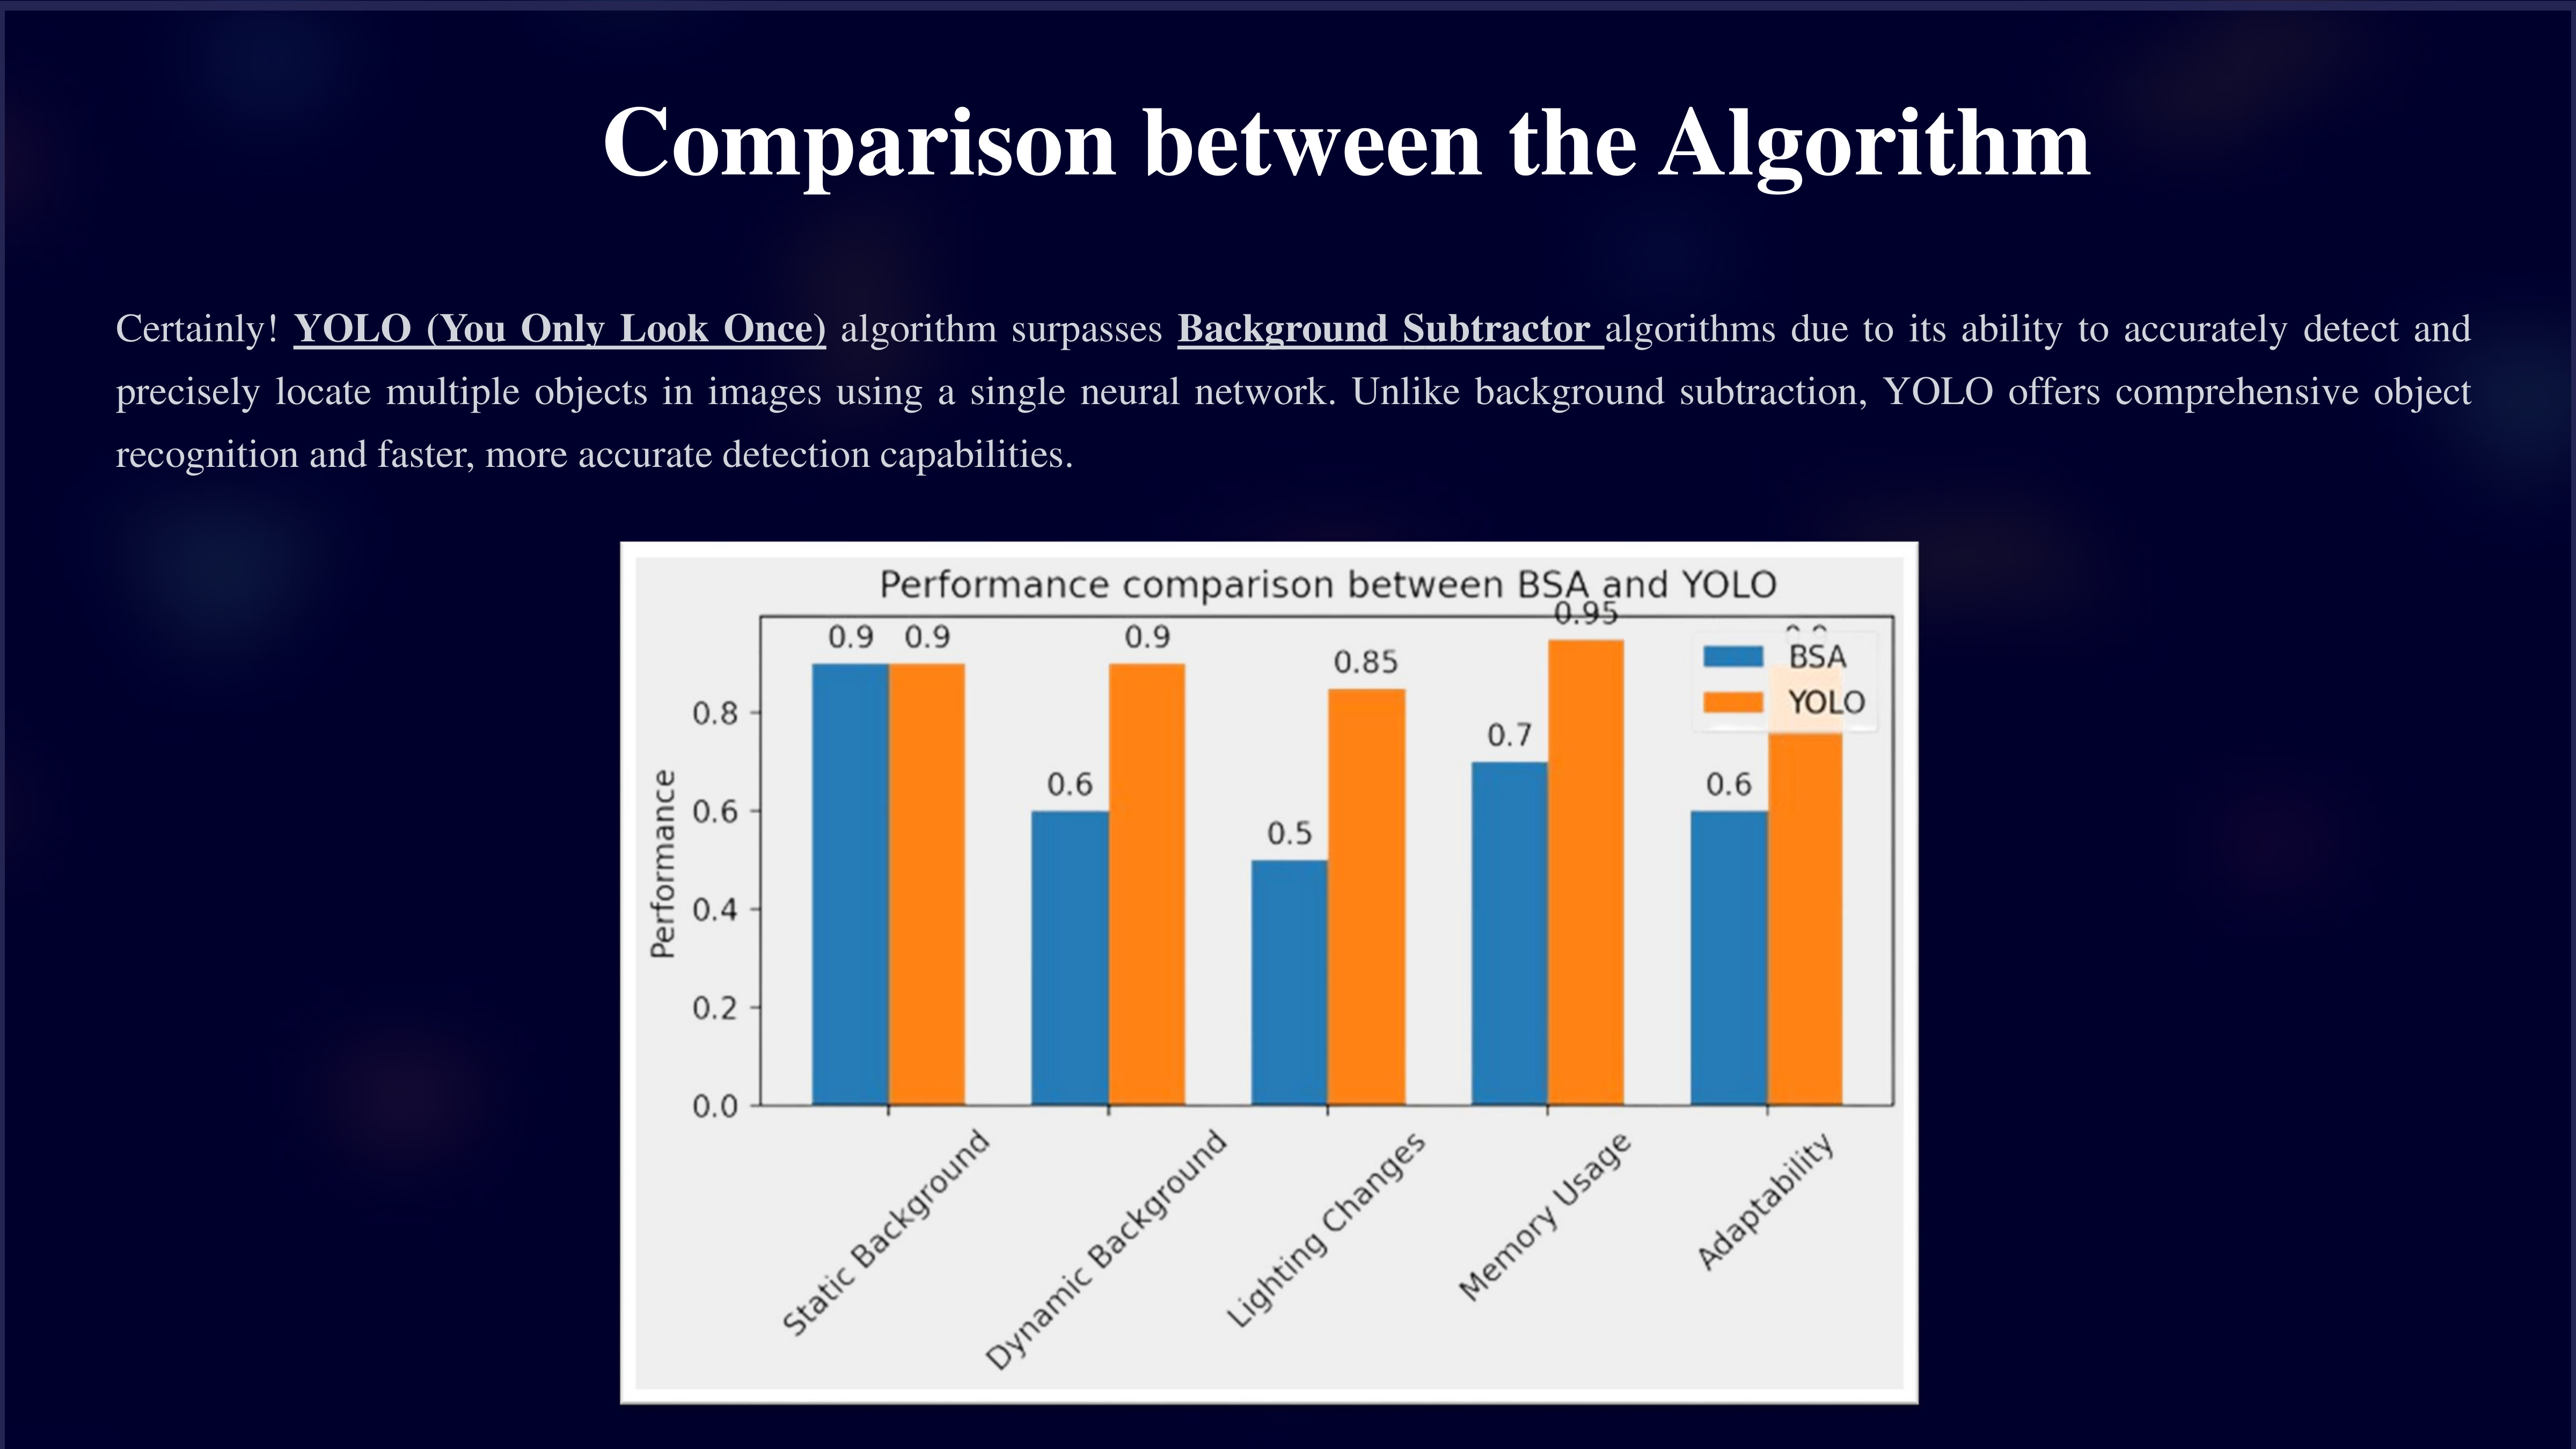 Comparison between the Algorithm
Certainly! YOLO (You Only Look Once) algorithm surpasses Background Subtractor algorithms due to its ability to accurately detect and
precisely locate multiple objects in images using a single neural network. Unlike background subtraction, YOLO offers comprehensive object
recognition and faster, more accurate detection capabilities.
Performance comparison between BSA and YOLO
0.9 0.9
0.6 0.9
0.5 0.85
0.7 0.95
0.6
BSA
YOLO
Performance
0.8
0.6
0.4
0.2
0.0
Static Background
Dynamic Background
Lighting Changes
Memory Usage
Adaptability